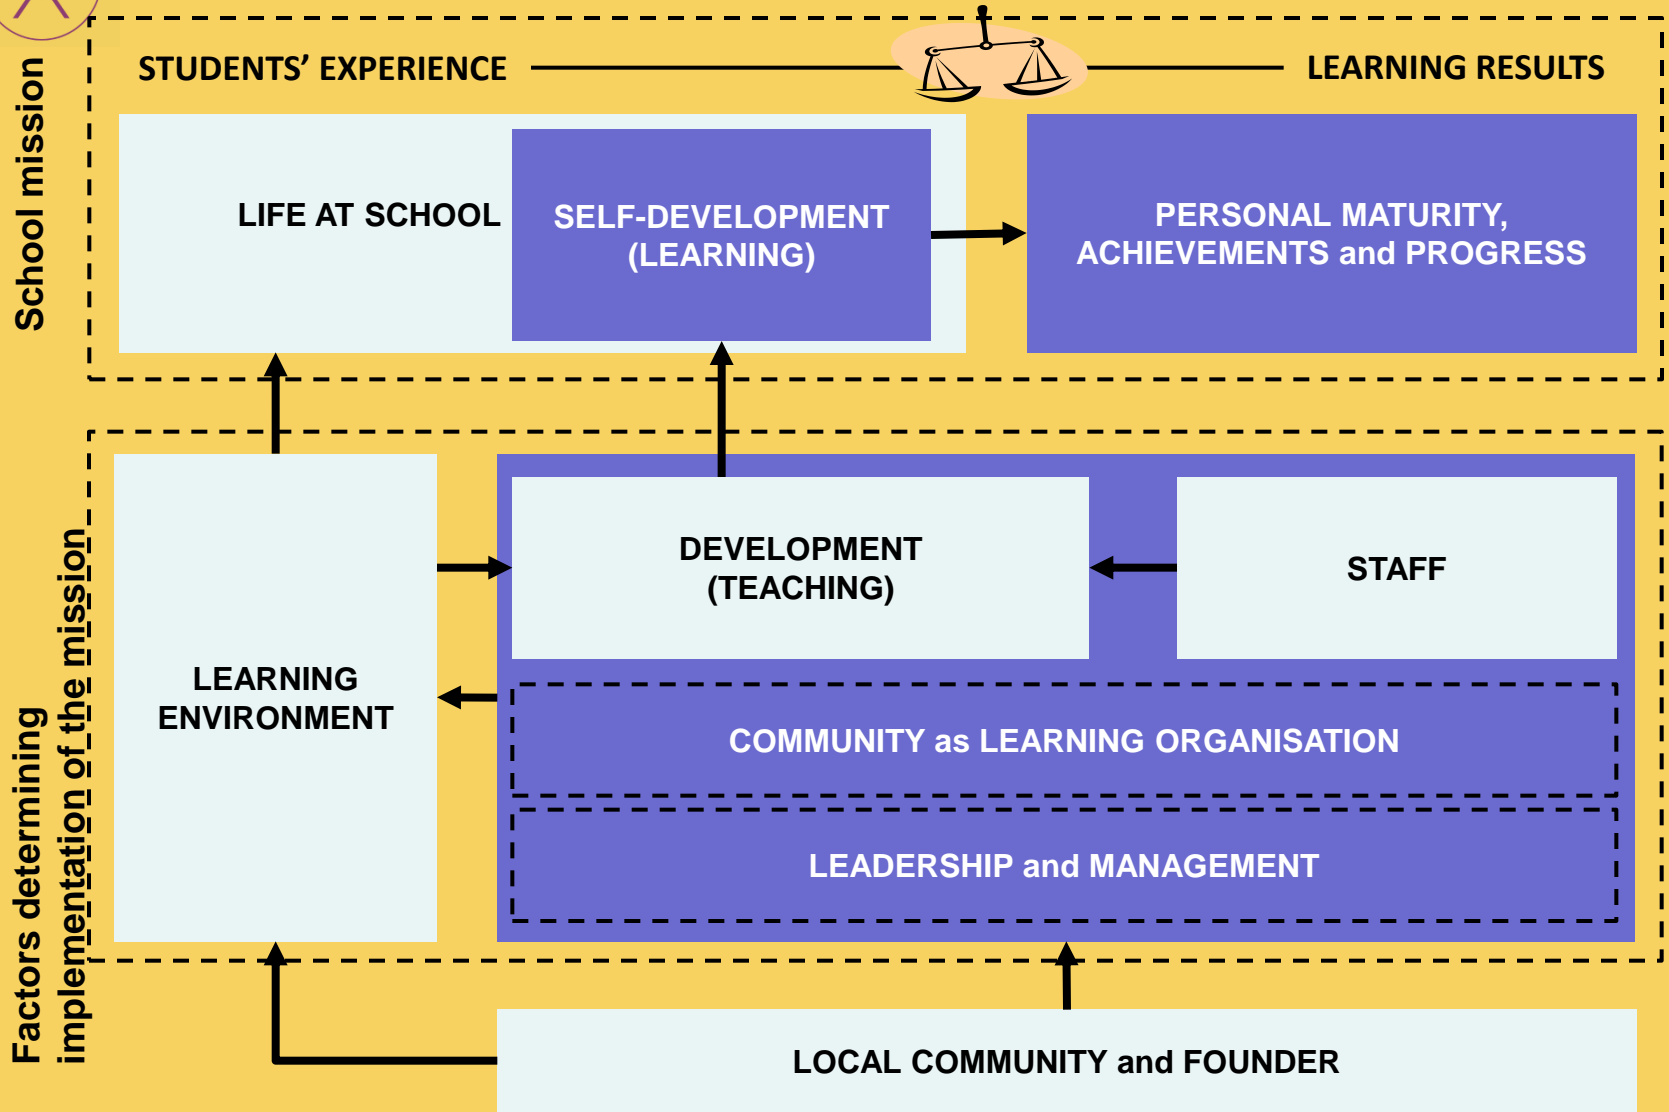 School mission
STUDENTS’ EXPERIENCE
LEARNING RESULTS
LIFE AT SCHOOL
SELF-DEVELOPMENT
(LEARNING)
PERSONAL MATURITY,
ACHIEVEMENTS and PROGRESS
Factors determining
implementation of the mission
LEARNING
ENVIRONMENT
DEVELOPMENT
(TEACHING)
STAFF
COMMUNITY as LEARNING ORGANISATION
LEADERSHIP and MANAGEMENT
LOCAL COMMUNITY and FOUNDER